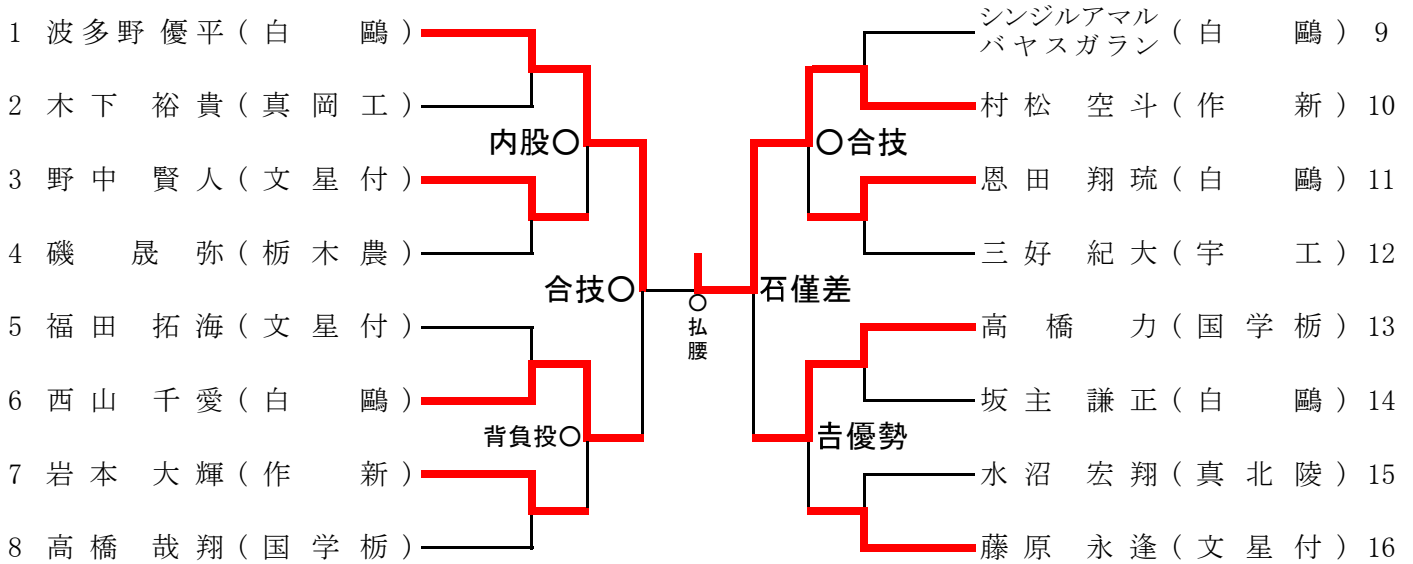 1 波多野 優平 ( 白 鷗 )
2 木下 裕貴 ( 真岡工 )
3 野中 賢人 ( 文星付 )
4 磯 晟弥 ( 栃木農 )
5 福田 拓海 ( 文星付 )
6 西山 千愛 ( 白 鷗 )
7 岩本 大輝 ( 作 新 )
8 高橋 哉翔 ( 国学栃 )
内股○
合技○
背負投○
○
払
腰
○合技
石僅差
𠮷優勢
シンジルアマル
バヤスガラン ( 白 鷗 ) 9
村松 空斗 ( 作 新 ) 10
恩田 翔琉 ( 白 鷗 ) 11
三好 紀大 ( 宇 工 ) 12
高橋 力 ( 国学栃 ) 13
坂主 謙正 ( 白 鷗 ) 14
水沼 宏翔 ( 真北陵 ) 15
藤原 永逢 ( 文星付 ) 16